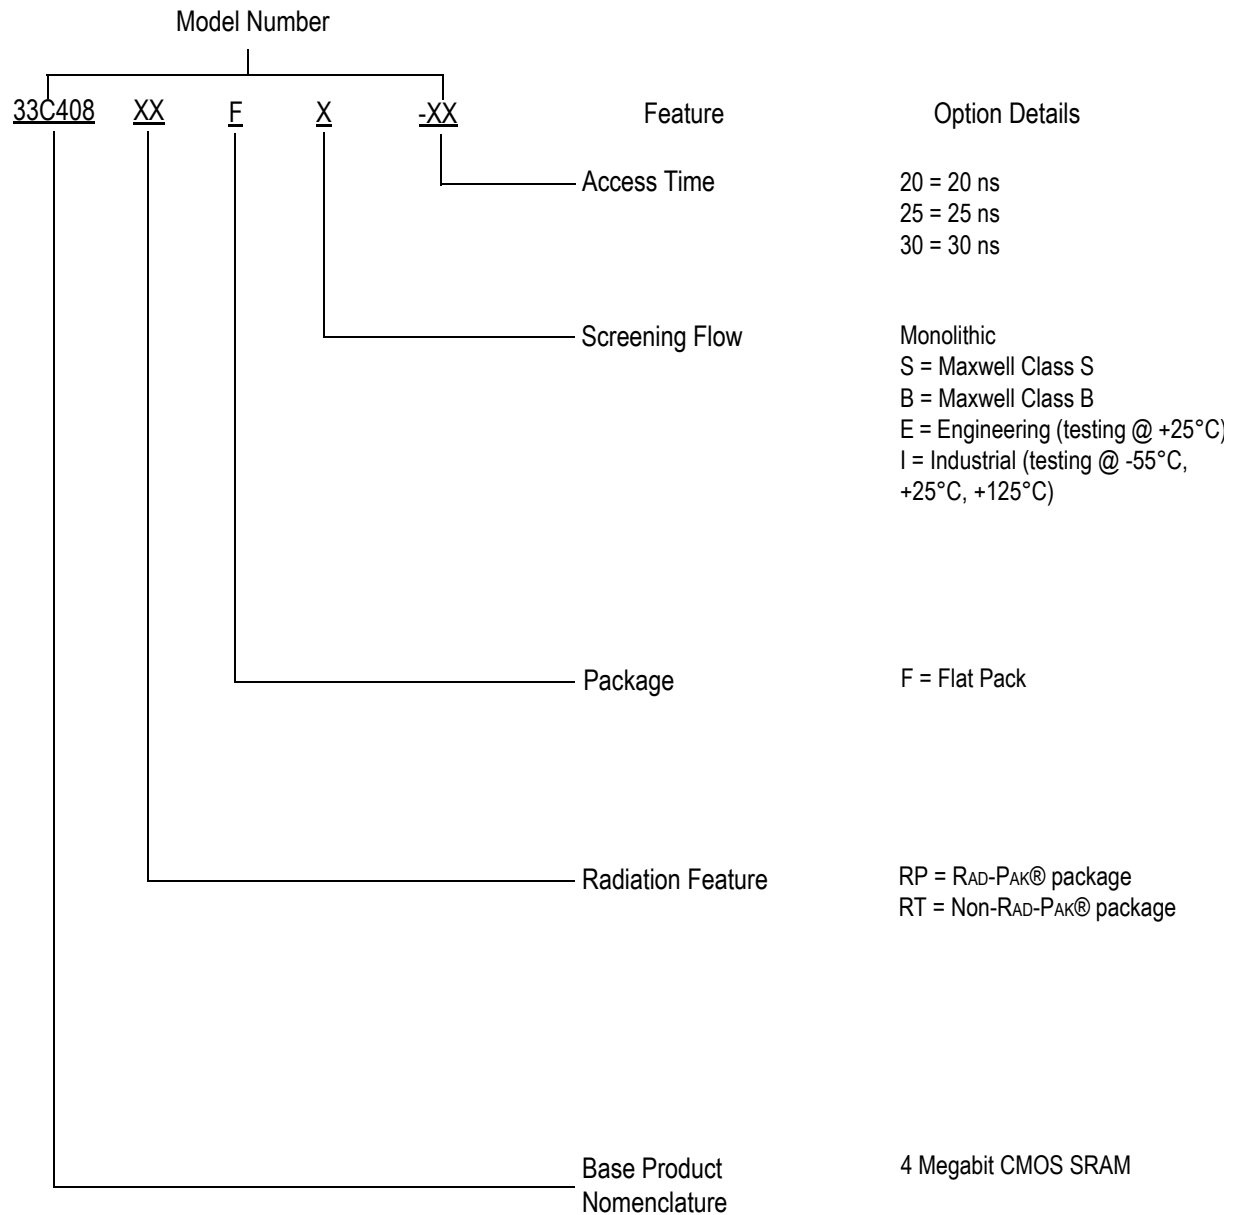 Model Number
33C408 XX F X -XX Feature Option Details
Access Time 20 = 20 ns
25 = 25 ns
30 = 30 ns
Screening Flow Monolithic
S = Maxwell Class S
B = Maxwell Class B
E = Engineering (testing @ +25°C)
I = Industrial (testing @ -55°C,
+25°C, +125°C)
Package F = Flat Pack
Radiation Feature RP = RAD-PAK® package
RT = Non-RAD-PAK® package
Base Product 4 Megabit CMOS SRAM
Nomenclature